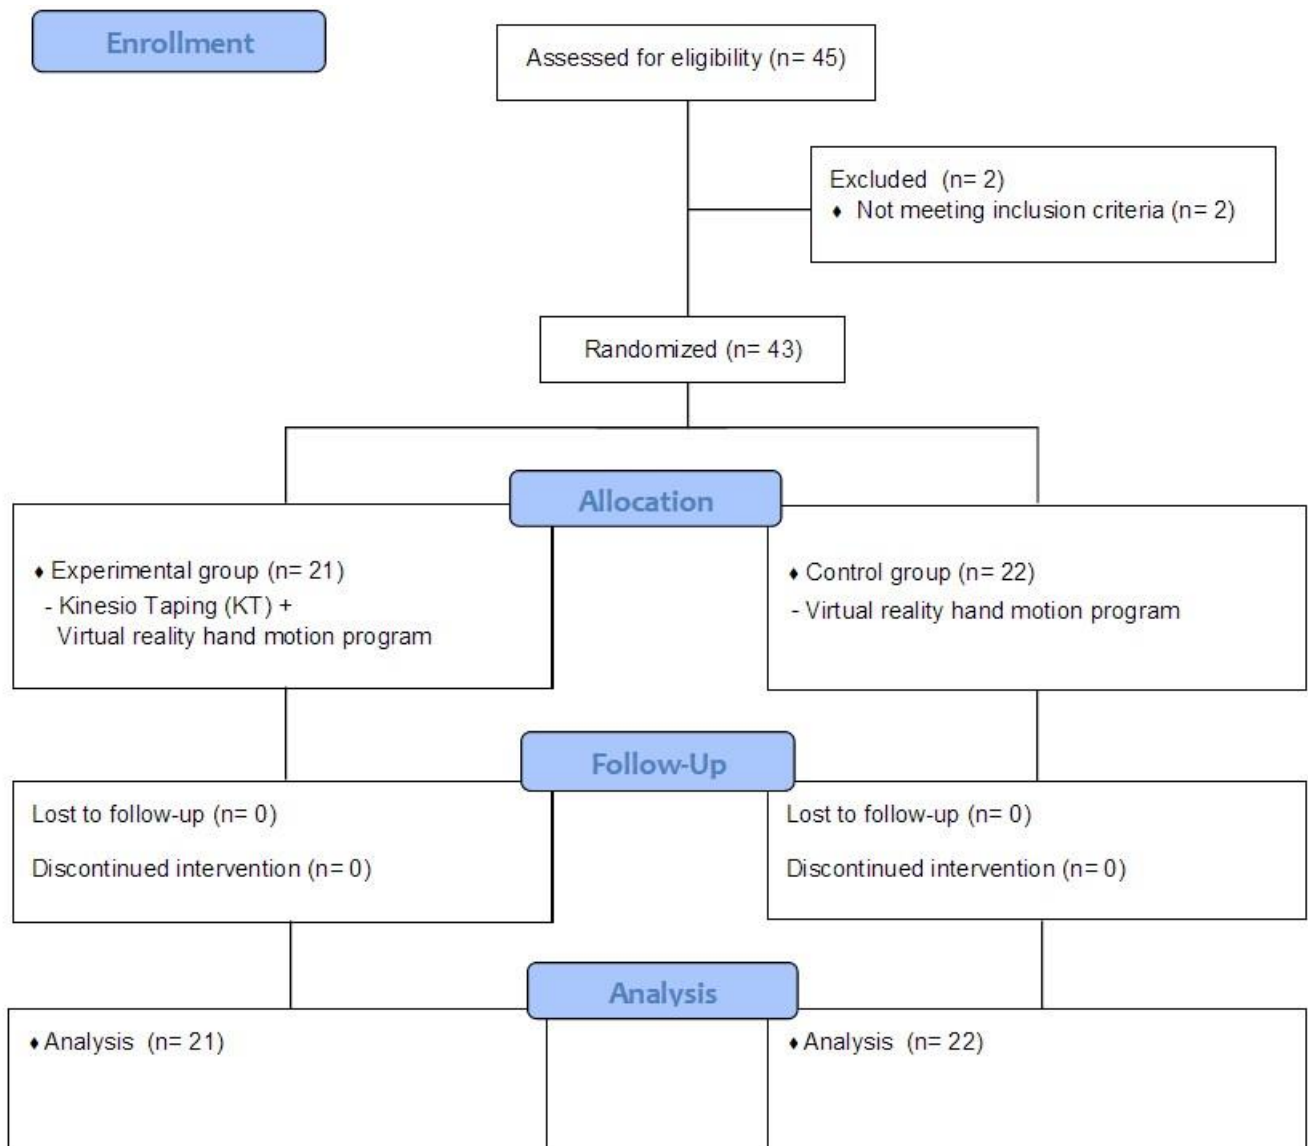 Enrollment
Assessed for eligibility (n= 45)
Excluded (n= 2)
♦ Not meeting inclusion criteria (n= 2)
Randomized (n= 43)
Allocation
♦ Experimental group (n= 21)
- Kinesio Taping (KT) +
Virtual reality hand motion program
♦ Control group (n= 22)
- Virtual reality hand motion program
Follow-Up
Lost to follow-up (n= 0)
Discontinued intervention (n= 0)
Lost to follow-up (n= 0)
Discontinued intervention (n= 0)
Analysis
♦ Analysis (n= 21)
♦ Analysis (n= 22)